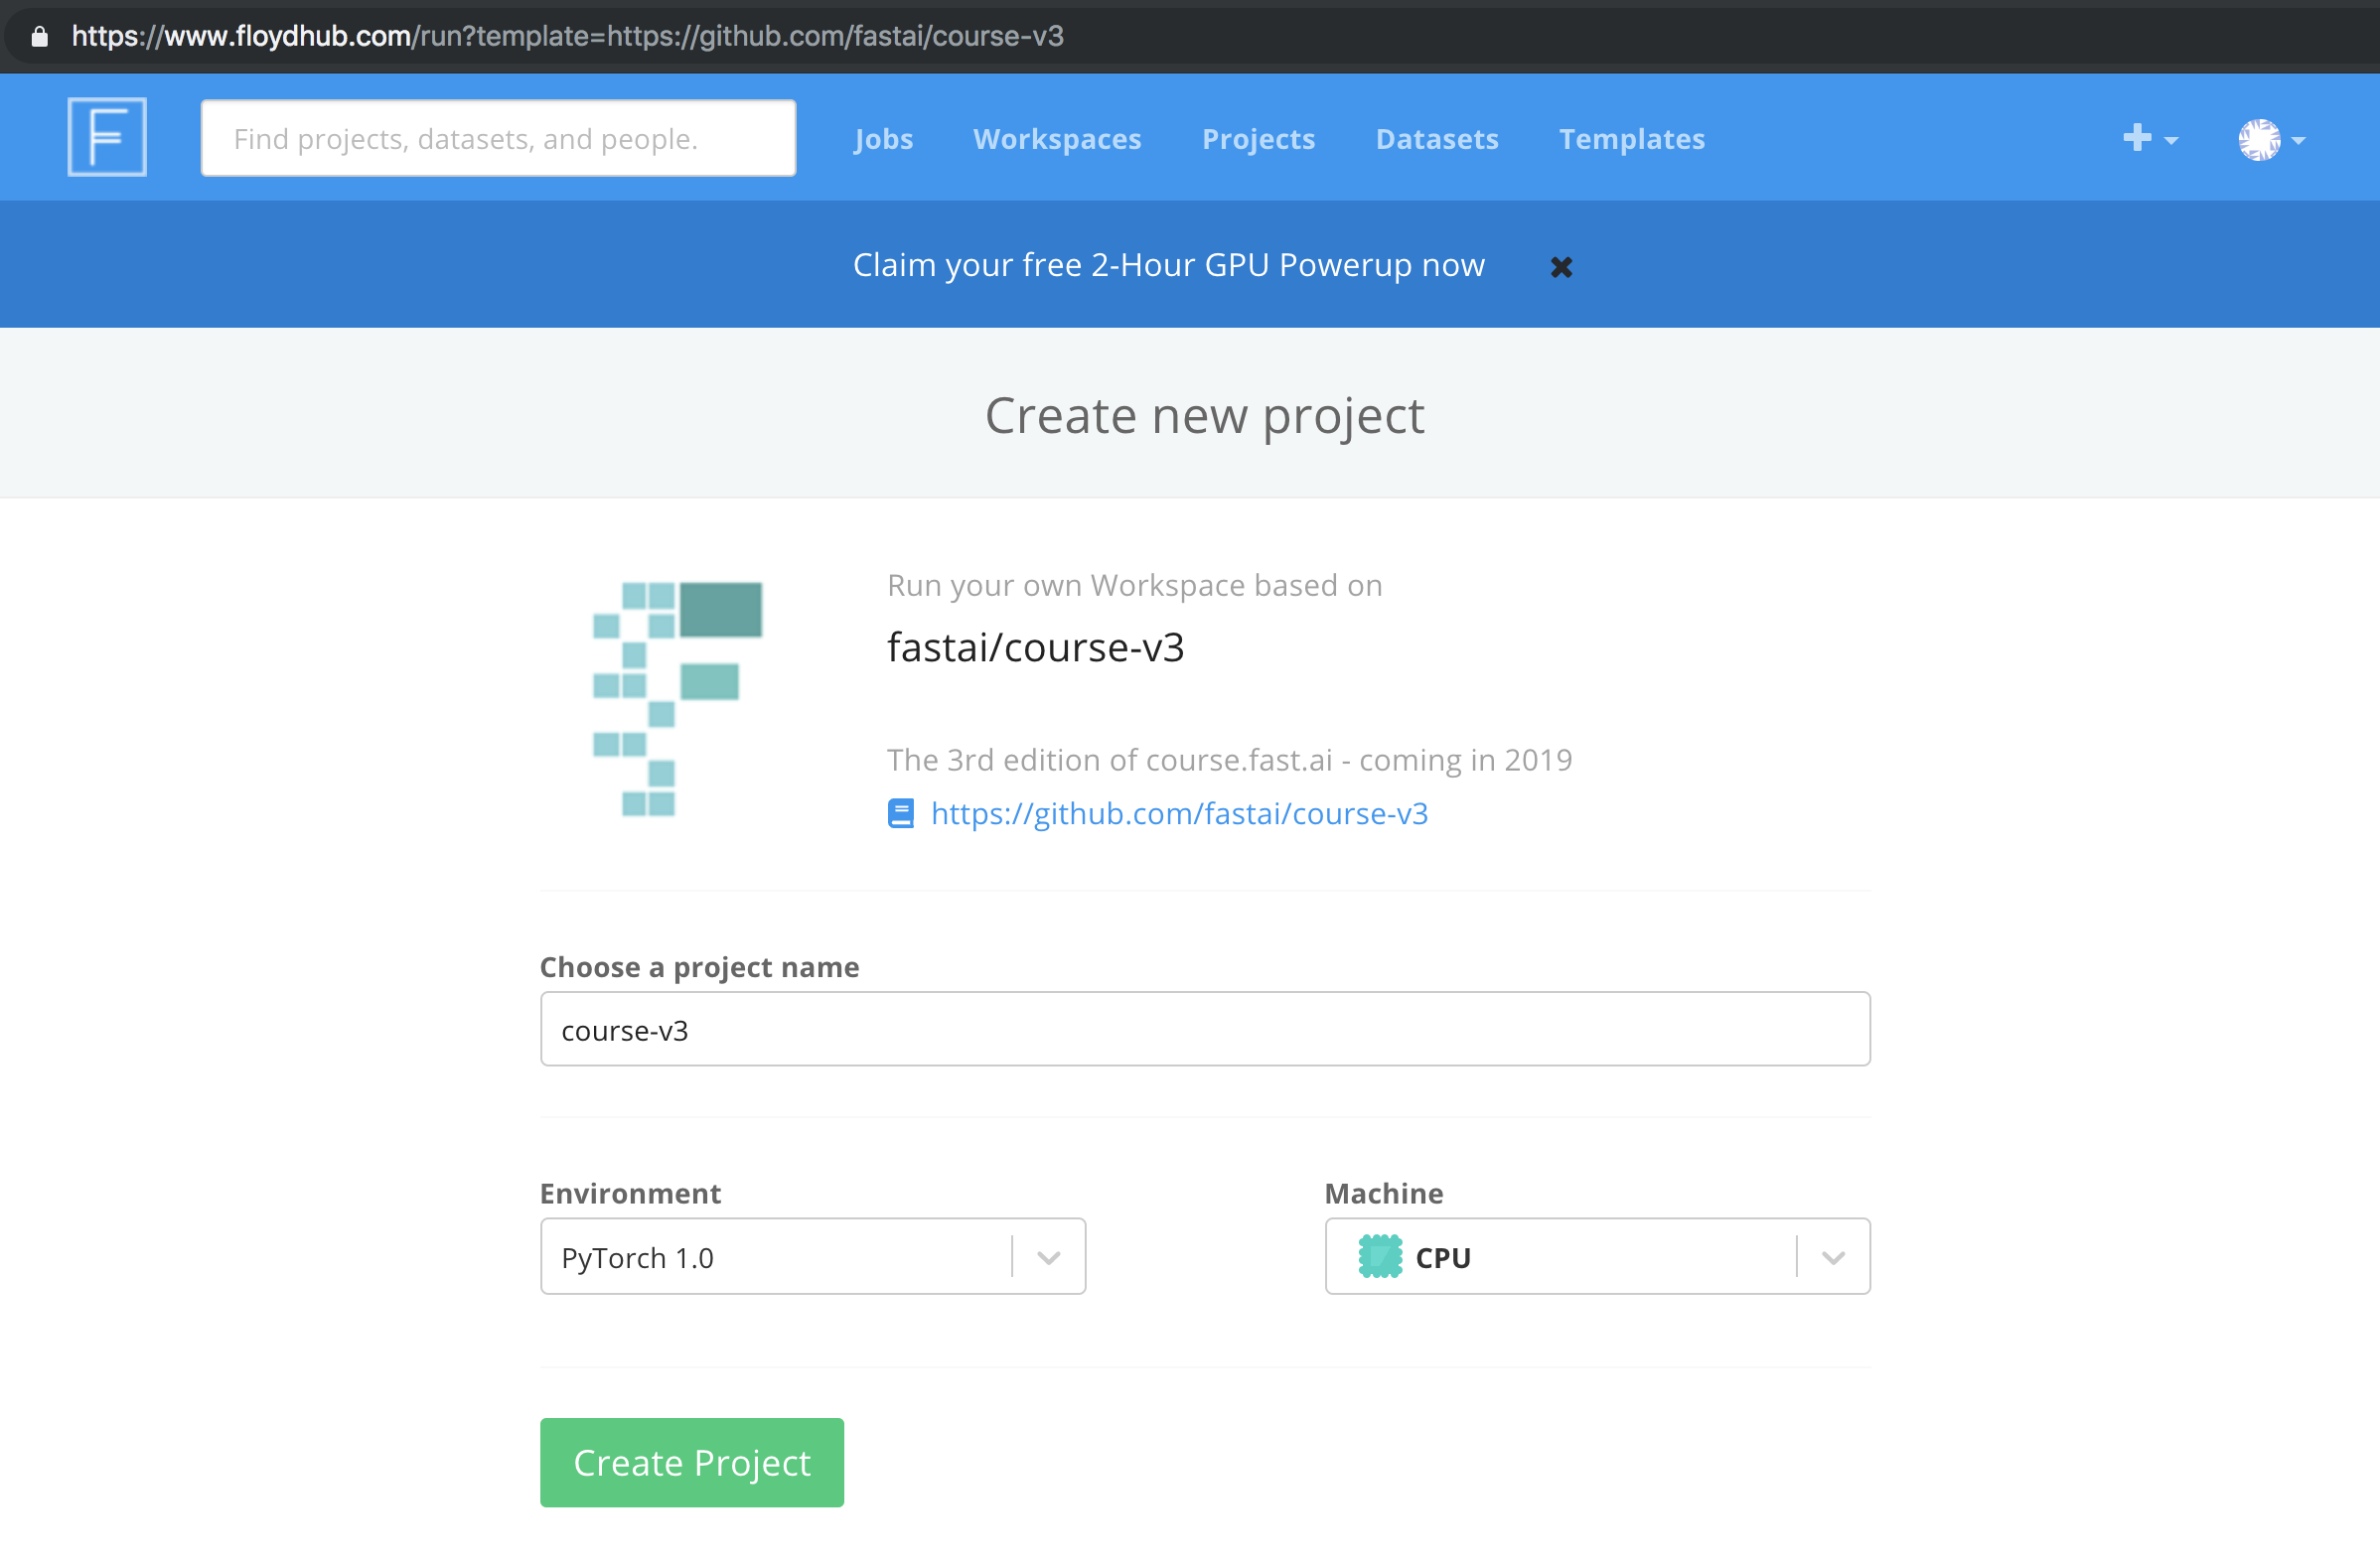 https://www.floydhub.com/run?template=https://github.com/fastai/course-v3
F
Find projects, datasets, and people.
Jobs
Workspaces
Projects
Datasets
Templates
Claim your free 2-Hour GPU Powerup now
Create new project
Run your own Workspace based on
fastai/course-v3
The 3rd edition of course.fast.ai - coming in 2019
https://github.com/fastai/course-v3
Choose a project name
course-v3
Environment
Machine
PyTorch 1.0
CPU
Create Project